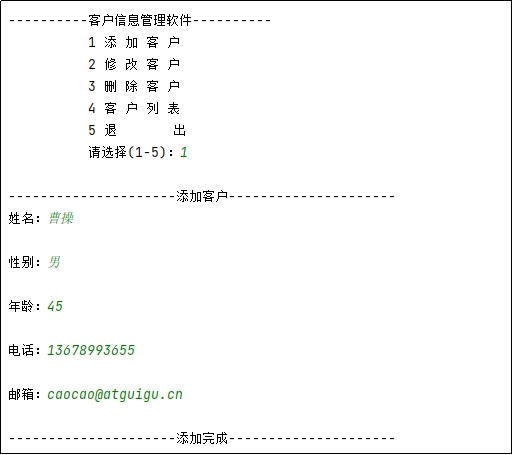 ----------客户信息管理软件----------
1 添 加 客 户
2 修 改 客 户
3 删 除 客 户
4 客 户 列 表
5 退       出
请选择(1-5)：1
---------------------添加客户---------------------
姓名：曹操
性别：男
年龄：45
电话：13678993655
邮箱：caocao@atguigu.cn
---------------------添加完成---------------------